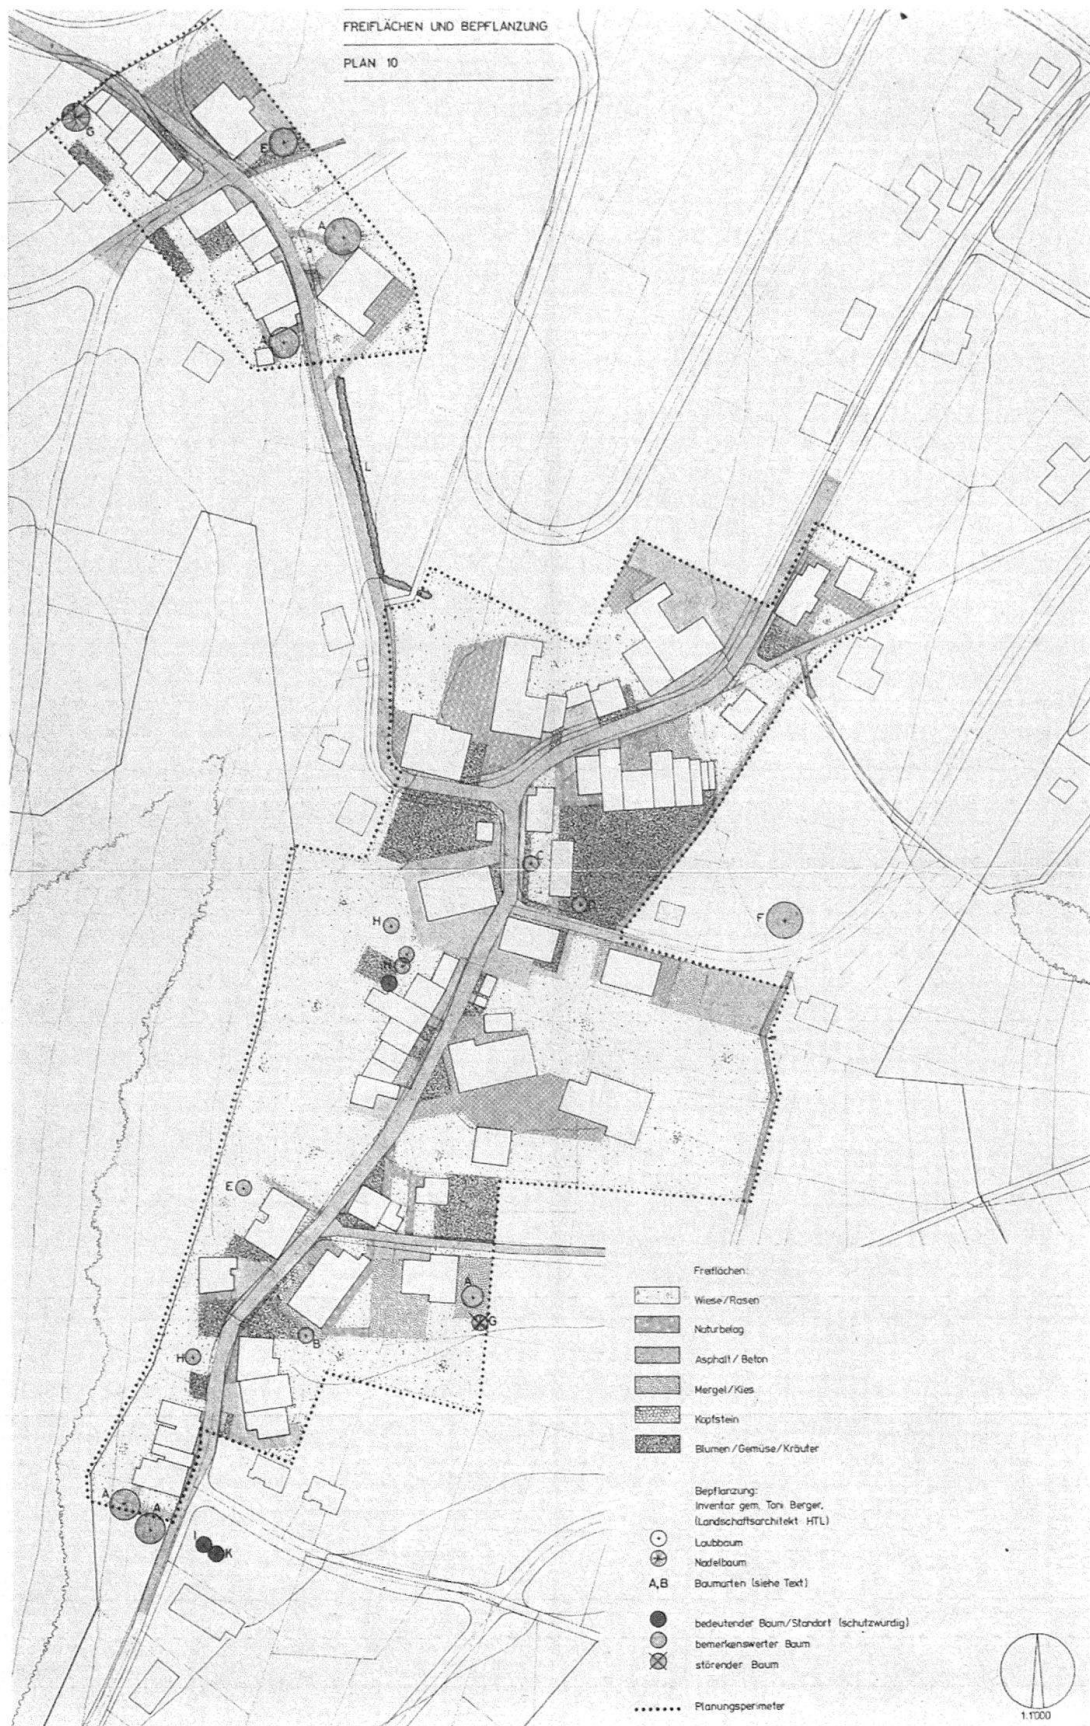 FREIFLÄCHEN UND BEPFLANZUNG
PLAN 10
G
E
A
L
C
F
H
H
E
A
G
B
H
A
A
I
K
Freiflächen:
Wiese/Rasen
Naturbelag
Asphalt/Beton
Mergel/Kies
Kopfstein
Blumen/Gemüse/Kräuter
Bepflanzung:
Inventar gem. Toni Berger,
(Landschaftsarchitekt HTL)
Laubbaum
Nadelbaum
A,B Baumarten (siehe Text)
bedeutender Baum/Standort (schutzwürdig)
bemerkenswerter Baum
störender Baum
Planungsperimeter
1:1'000